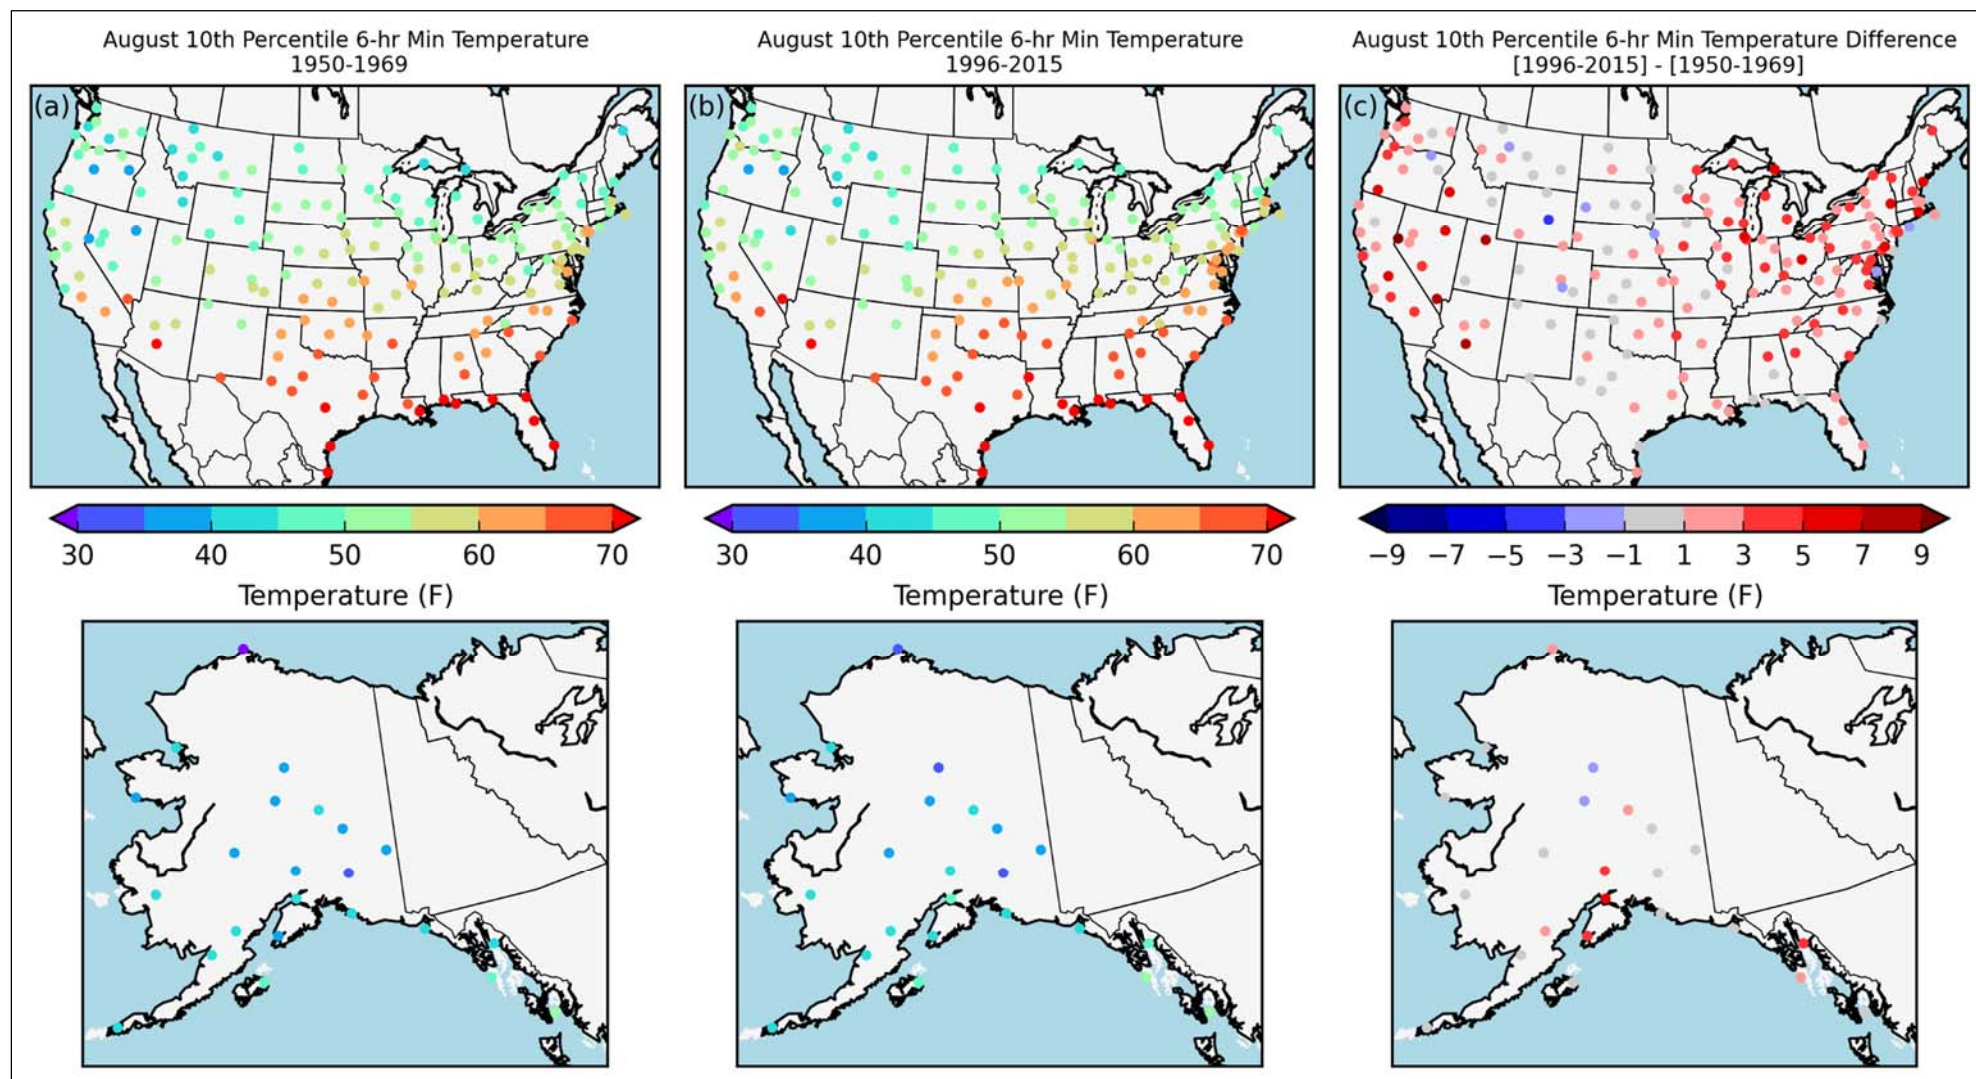 August 10th Percentile 6-hr Min Temperature
1950-1969
August 10th Percentile 6-hr Min Temperature
1996-2015
August 10th Percentile 6-hr Min Temperature Difference
[1996-2015] - [1950-1969]
(a)
(b)
(c)
30 40 50 60 70
Temperature (F)
30 40 50 60 70
Temperature (F)
−9 −7 −5 −3 −1 1 3 5 7 9
Temperature (F)